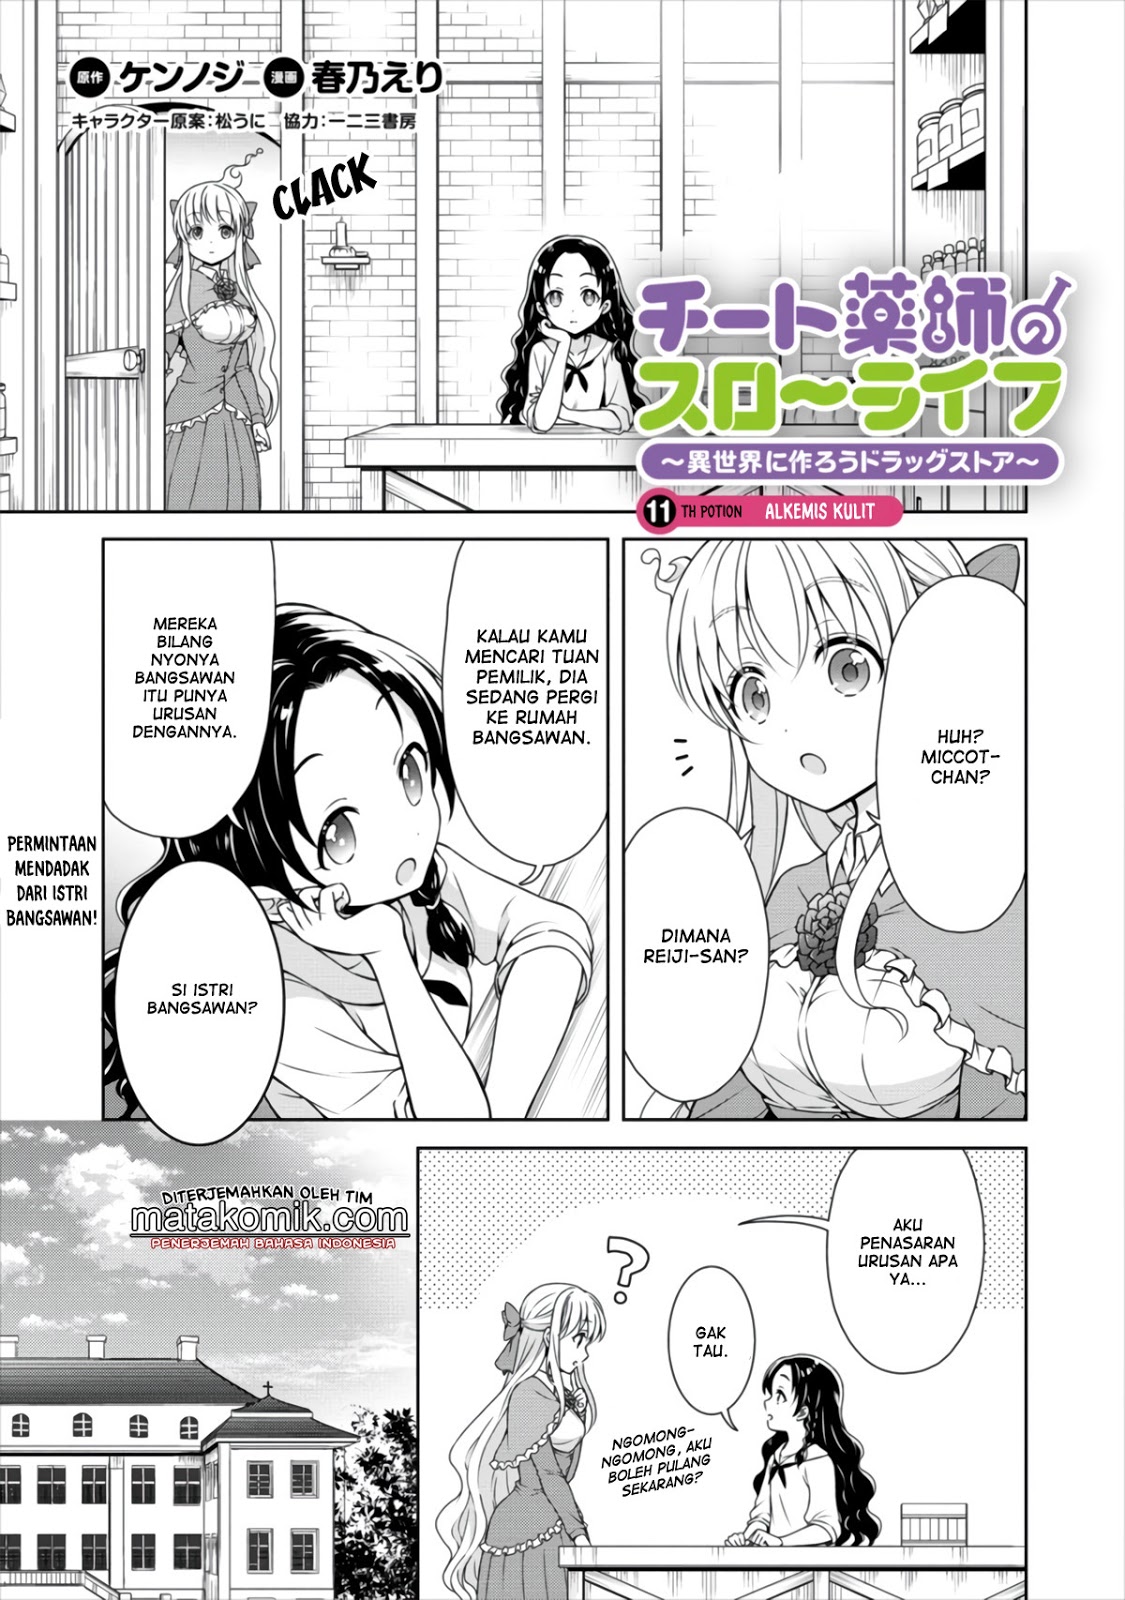 原作 ケンノジ 漫画 春乃えり
キャラクター原案：松うに 協力：一二三書房
CLACK
チート薬師の
スローライフ
～異世界に作ろうドラッグストア～
11 TH POTION ALKEMIS KULIT
HUH?
MICCOT-
CHAN?
DIMANA
REIJI-SAN?
KALAU KAMU
MENCARI TUAN
PEMILIK, DIA
SEDANG PERGI
KE RUMAH
BANGSAWAN.
MEREKA
BILANG
NYONYA
BANGSAWAN
ITU PUNYA
URUSAN
DENGANNYA.
SI ISTRI
BANGSAWAN?
PERMINTAAN
MENDADAK
DARI ISTRI
BANGSAWAN!
AKU
PENASARAN
URUSAN APA
YA...
?
GAK
TAU.
NGOMONG-
NGOMONG, AKU
BOLEH PULANG
SEKARANG?
DITERJEMAHKAN OLEH TIM
matakomik.com
PENERJEMAH BAHASA INDONESIA